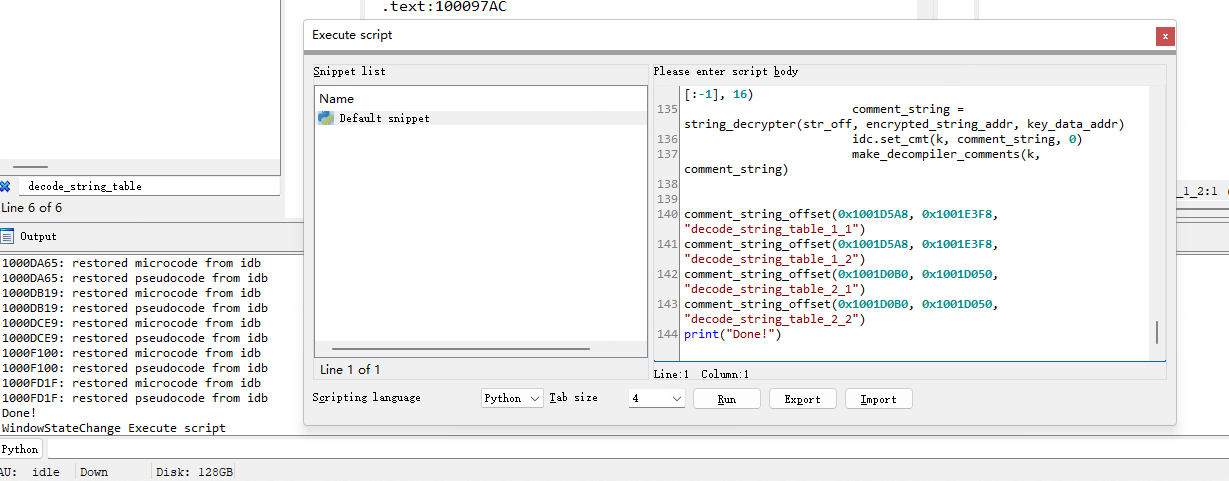 .text:100097AC
Execute script
x
Snippet list
Name
Default snippet
Line 1 of 1
Please enter script body
[:-1], 16)
135 comment_string =
string_decrypter(str_off, encrypted_string_addr, key_data_addr)
136 idc.set_cmt(k, comment_string, 0)
137 make_decompiler_comments(k,
comment_string)
138
139
140 comment_string_offset(0x1001D5A8, 0x1001E3F8,
"decode_string_table_1_1")
141 comment_string_offset(0x1001D5A8, 0x1001E3F8,
"decode_string_table_1_2")
142 comment_string_offset(0x1001D0B0, 0x1001D050,
"decode_string_table_2_1")
143 comment_string_offset(0x1001D0B0, 0x1001D050,
"decode_string_table_2_2")
144 print("Done!")
Line:1 Column:1
Scripting language Python Tab size 4 Run Export Import
_1_2:1
decode_string_table
Line 6 of 6
Output
1000DA65: restored microcode from idb
1000DA65: restored pseudocode from idb
1000DB19: restored microcode from idb
1000DB19: restored pseudocode from idb
1000DCE9: restored microcode from idb
1000DCE9: restored pseudocode from idb
1000F100: restored microcode from idb
1000F100: restored pseudocode from idb
1000FD1F: restored microcode from idb
1000FD1F: restored pseudocode from idb
Done!
WindowStateChange Execute script
Python
AU: idle Down Disk: 128GB